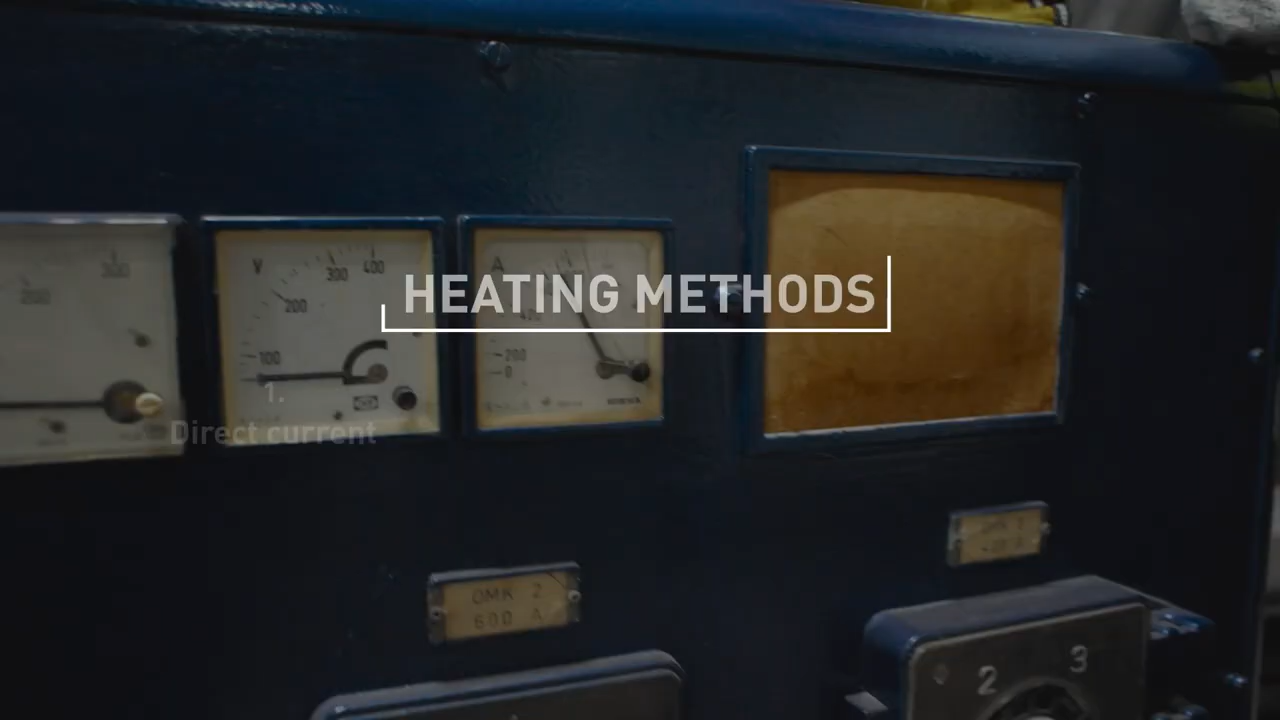 HEATING METHODS
1.
Direct current
200 300
V
100 200 300 400
A
200
0
OMK 2
600 A
2 3